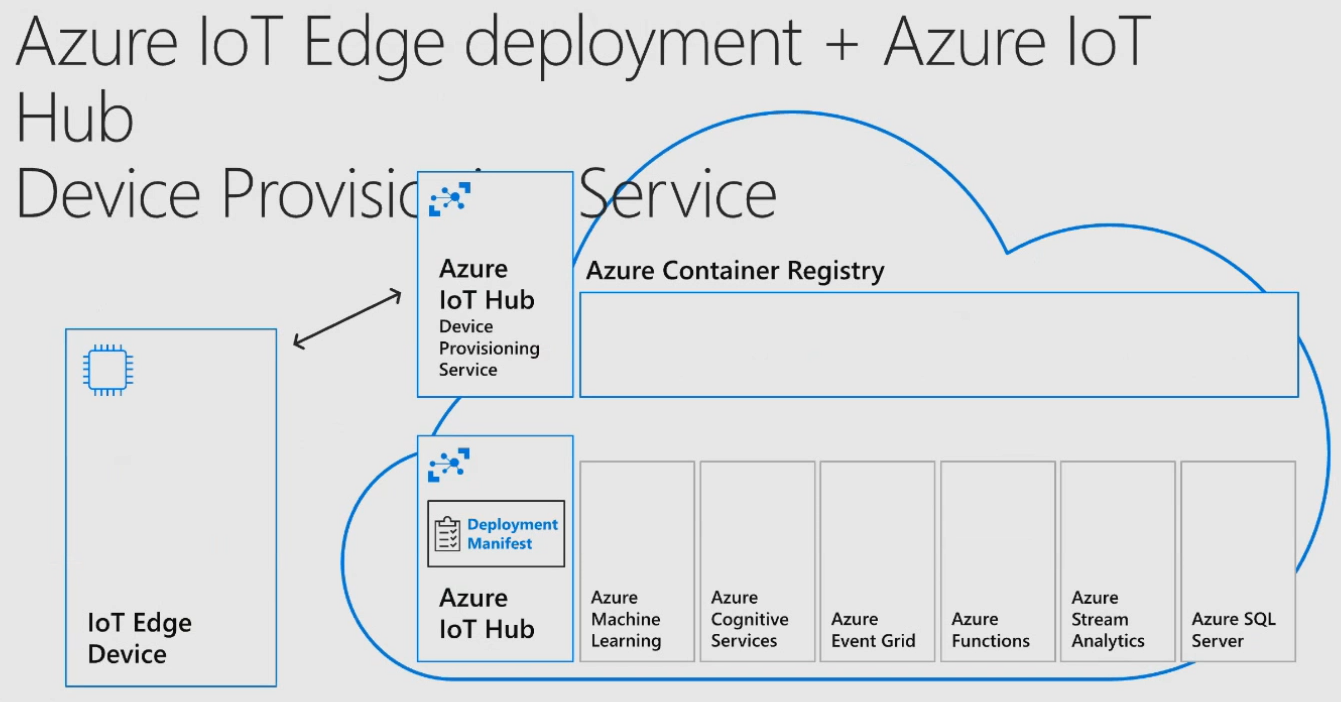 Azure IoT Edge deployment + Azure IoT
Hub
Device Provisioning Service
Azure
IoT Hub
Device
Provisioning
Service
Azure Container Registry
IoT Edge
Device
Deployment
Manifest
Azure
IoT Hub
Azure
Machine
Learning
Azure
Cognitive
Services
Azure
Event Grid
Azure
Functions
Azure
Stream
Analytics
Azure SQL
Server